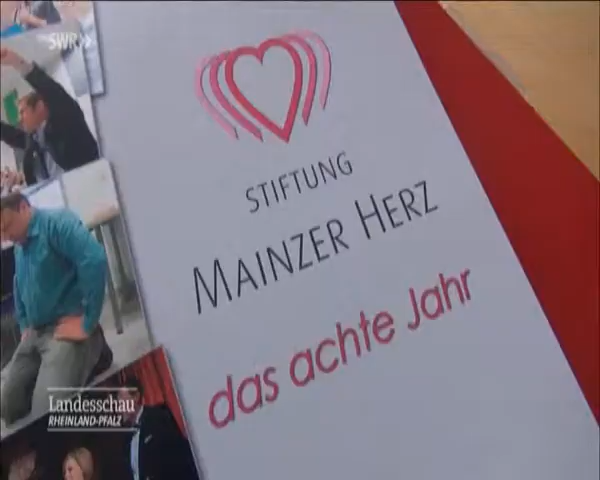 SWR»
STIFTUNG
MAINZER HERZ
das achte Jahr
Landesschau
RHEINLAND-PFALZ